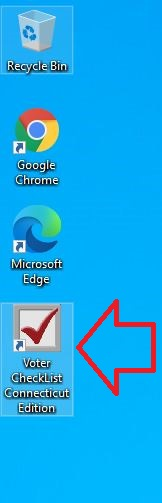 Recycle Bin
Google
Chrome
Microsoft
Edge
Voter
CheckList
Connecticut
Edition